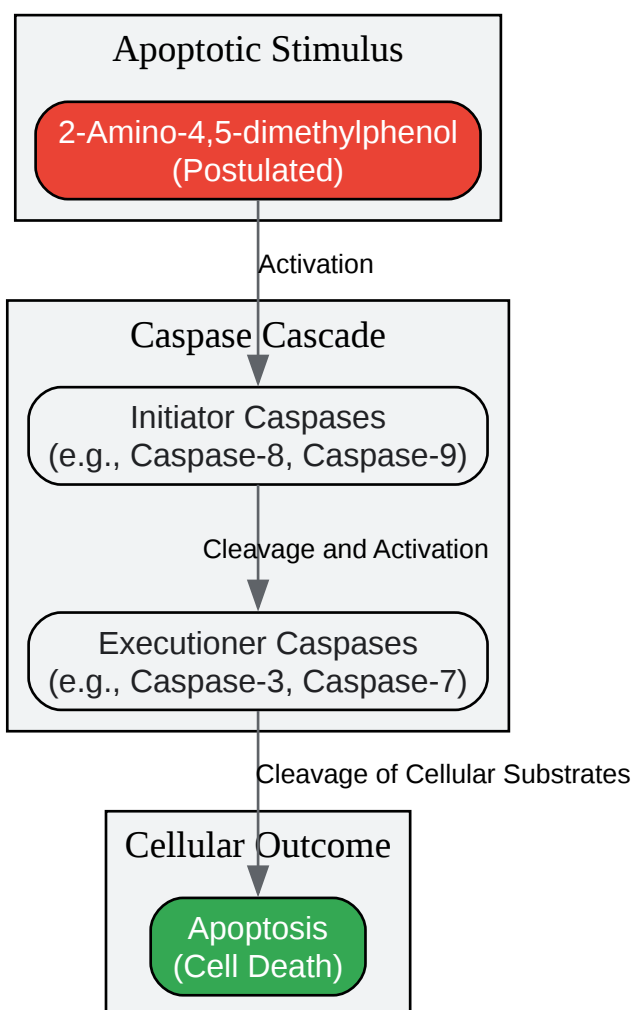 Apoptotic Stimulus
2-Amino-4,5-dimethylphenol
(Postulated)
Activation
Caspase Cascade
Initiator Caspases
(e.g., Caspase-8, Caspase-9)
Cleavage and Activation
Executioner Caspases
(e.g., Caspase-3, Caspase-7)
Cleavage of Cellular Substrates
Cellular Outcome
Apoptosis
(Cell Death)